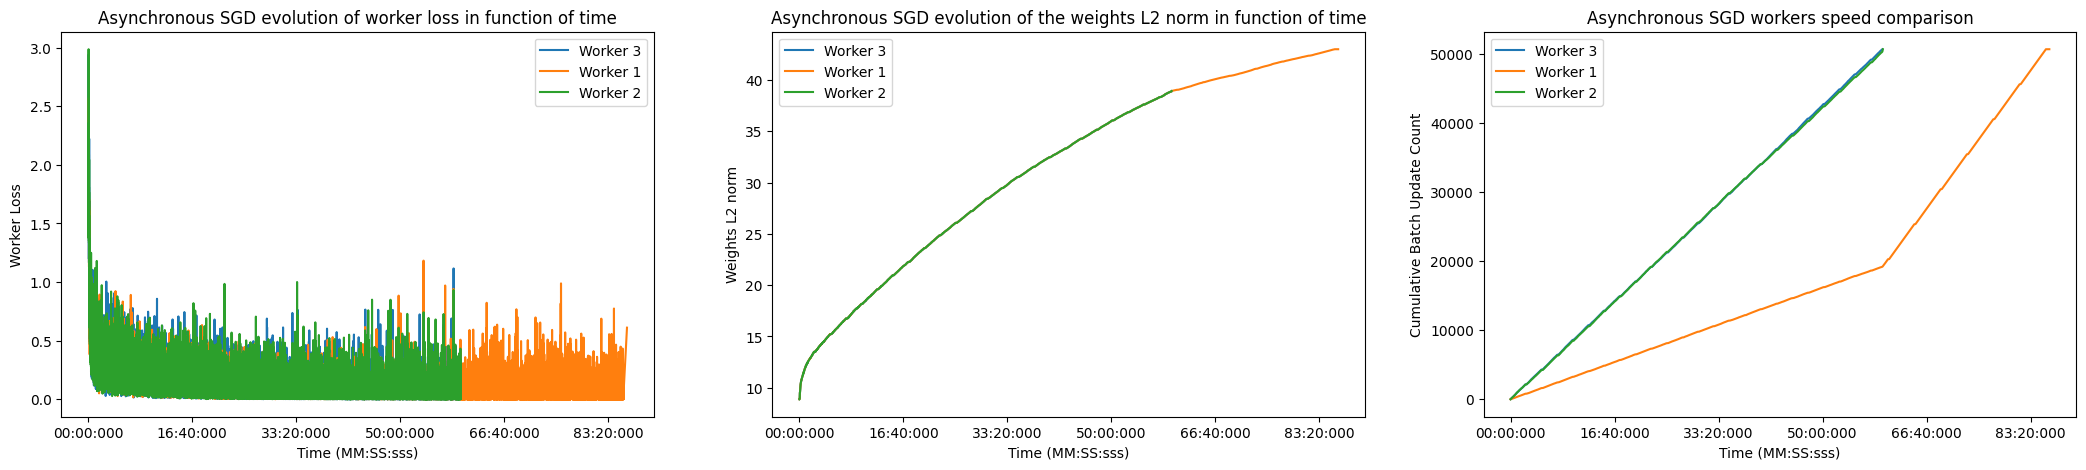 Asynchronous SGD evolution of worker loss in function of time
Worker Loss
3.0
2.5
2.0
1.5
1.0
0.5
0.0
Worker 3
Worker 1
Worker 2
00:00:000 16:40:000 33:20:000 50:00:000 66:40:000 83:20:000
Time (MM:SS:sss)
Asynchronous SGD evolution of the weights L2 norm in function of time
Weights L2 norm
40
35
30
25
20
15
10
Worker 3
Worker 1
Worker 2
00:00:000 16:40:000 33:20:000 50:00:000 66:40:000 83:20:000
Time (MM:SS:sss)
Asynchronous SGD workers speed comparison
Cumulative Batch Update Count
50000
40000
30000
20000
10000
0
Worker 3
Worker 1
Worker 2
00:00:000 16:40:000 33:20:000 50:00:000 66:40:000 83:20:000
Time (MM:SS:sss)